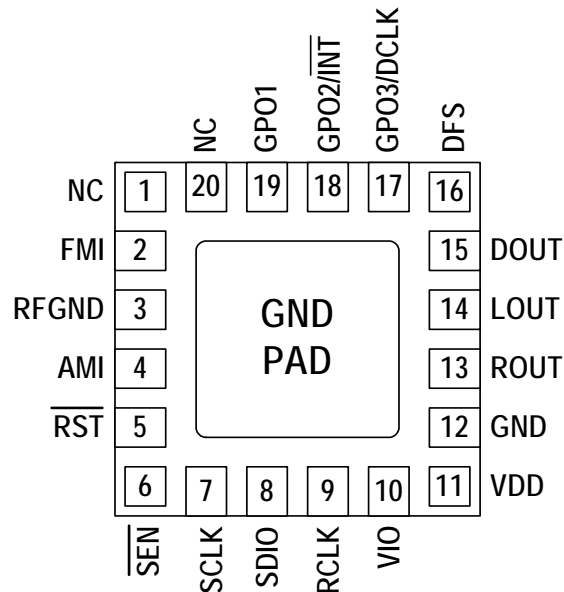 NC
GPO1
GPO2/INT
GPO3/DCLK
DFS
NC 1 20 19 18 17 16
FMI 2 15 DOUT
RFGND 3 14 LOUT
GND
PAD
AMI 4 13 ROUT
RST 5 12 GND
6 7 8 9 10 11 VDD
SEN
SCLK
SDIO
RCLK
VIO